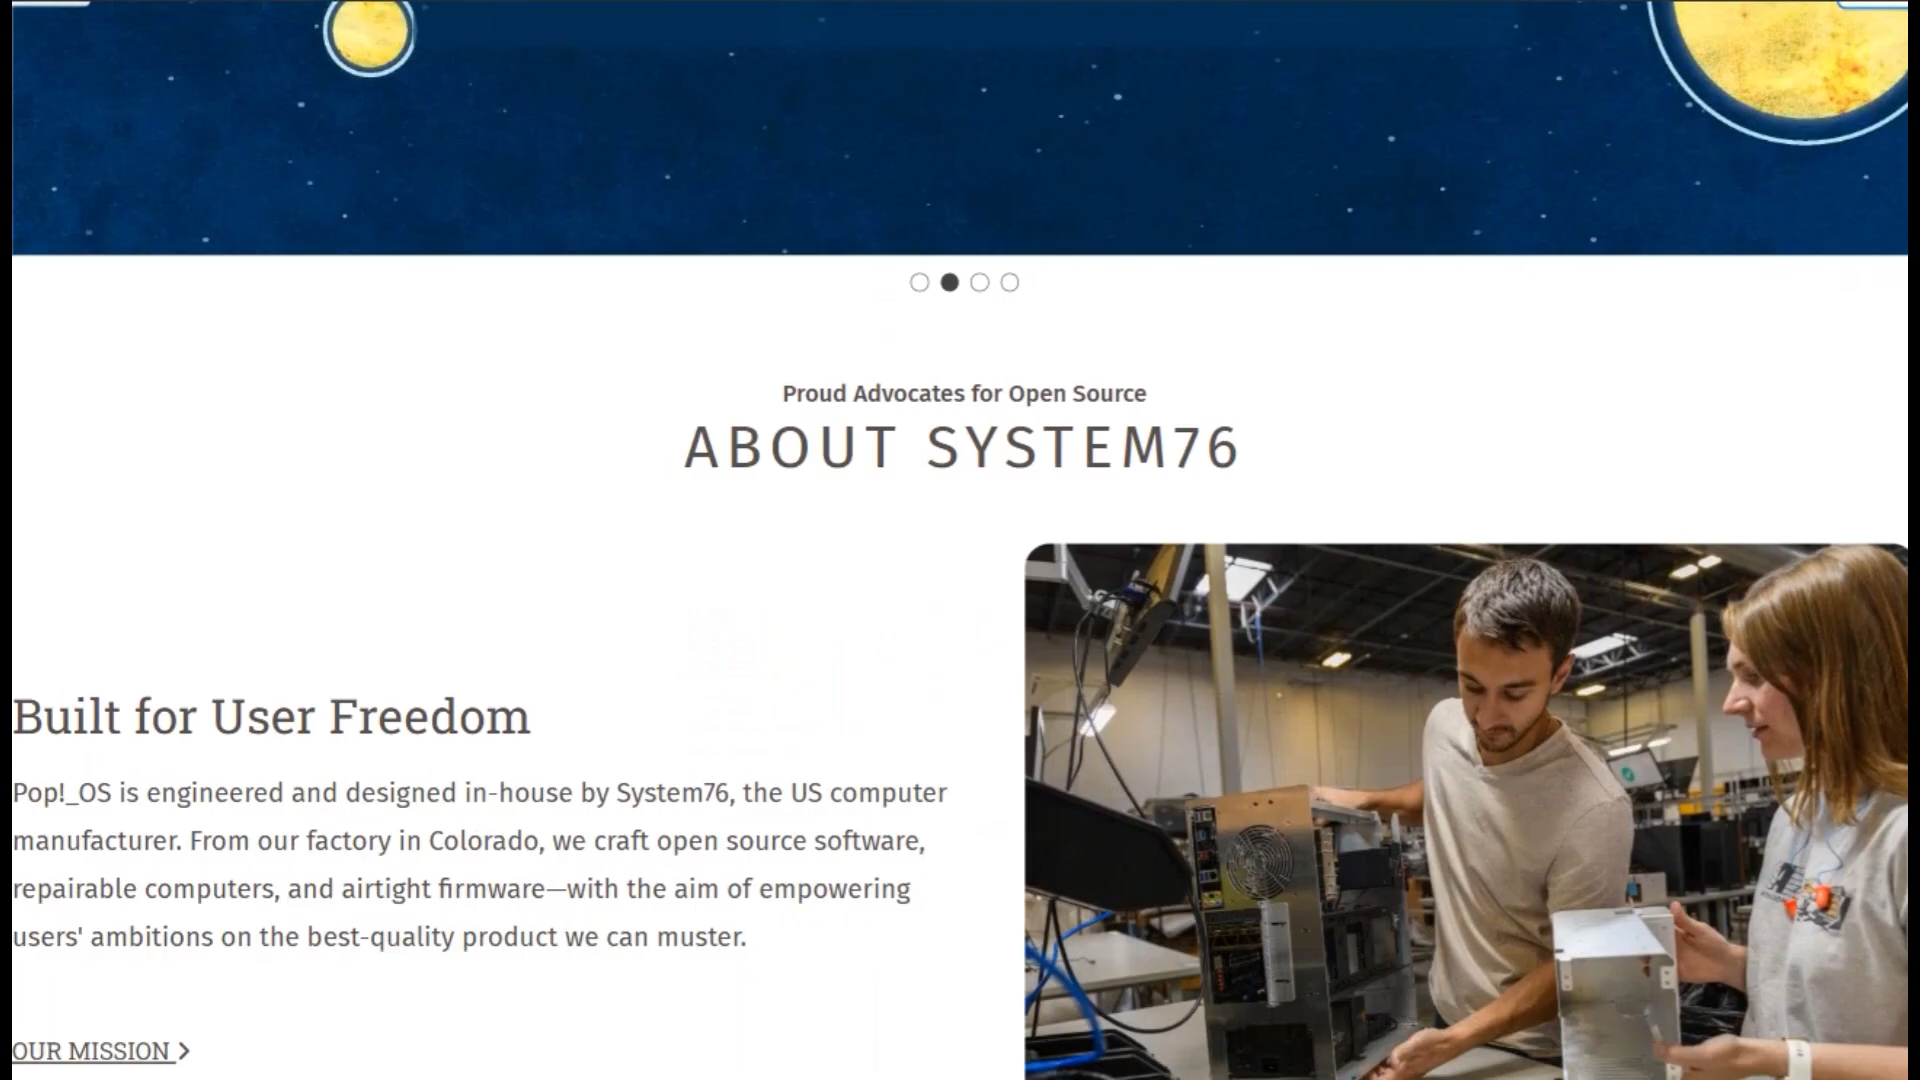 Proud Advocates for Open Source
ABOUT SYSTEM76
Built for User Freedom
Pop!_OS is engineered and designed in-house by System76, the US computer
manufacturer. From our factory in Colorado, we craft open source software,
repairable computers, and airtight firmware—with the aim of empowering
users' ambitions on the best-quality product we can muster.
OUR MISSION